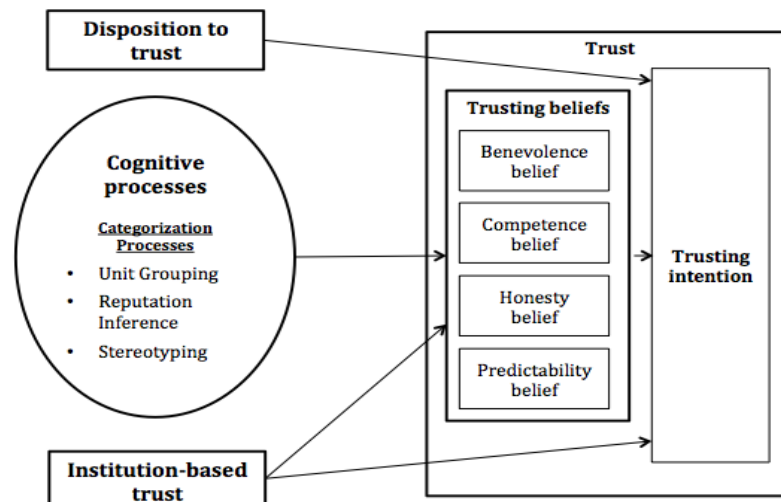 Disposition to
trust
Trust
Trusting beliefs
Benevolence
belief
Competence
belief
Honesty
belief
Predictability
belief
Trusting
intention
Cognitive
processes
Categorization
Processes
• Unit Grouping
• Reputation
Inference
• Stereotyping
Institution-based
trust